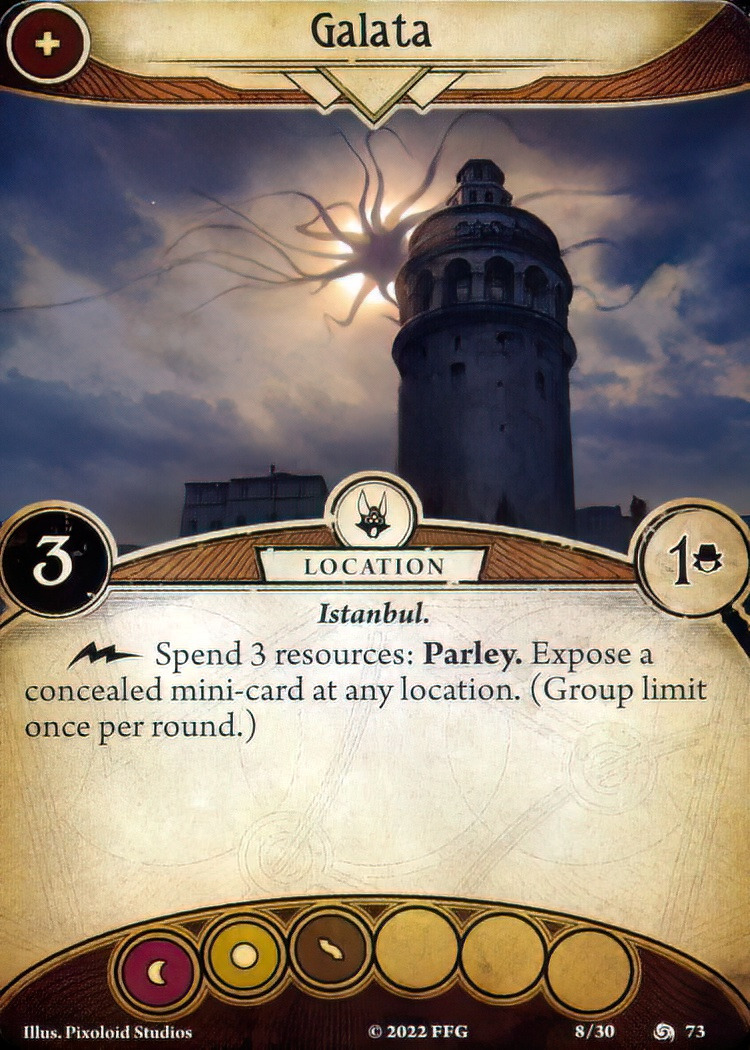 Galata
3
LOCATION
1
Istanbul.
Spend 3 resources: Parley. Expose a
concealed mini-card at any location. (Group limit
once per round.)
Illus. Pixoloid Studios © 2022 FFG 8/30 73